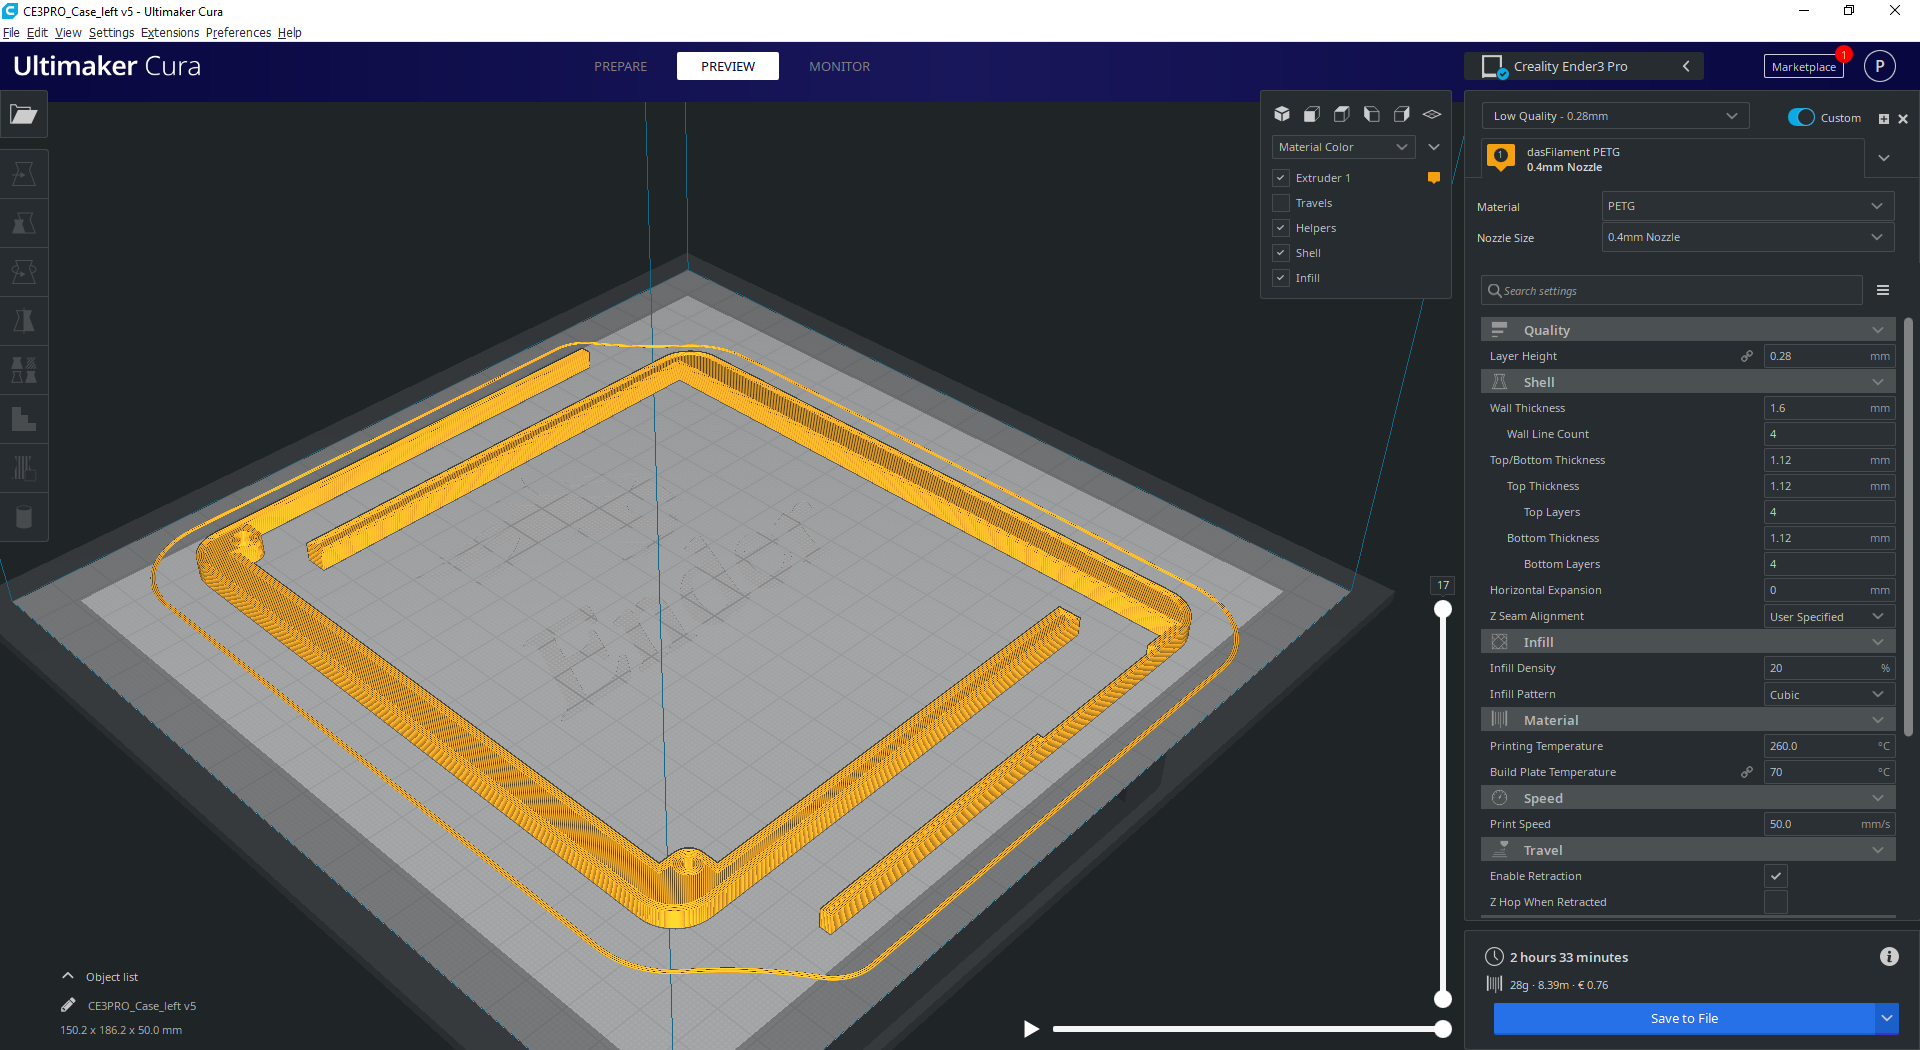 CE3PRO_Case_left v5 - Ultimaker Cura
File Edit View Settings Extensions Preferences Help
Ultimaker Cura
PREPARE
PREVIEW
MONITOR
Creality Ender3 Pro
Marketplace
1
P
Material Color
Extruder 1
Travels
Helpers
Shell
Infill
Low Quality - 0.28mm
Custom
1
dasFilament PETG
0.4mm Nozzle
Material PETG
Nozzle Size 0.4mm Nozzle
Search settings
Quality
Layer Height 0.28 mm
Shell
Wall Thickness 1.6 mm
Wall Line Count 4
Top/Bottom Thickness 1.12 mm
Top Thickness 1.12 mm
Top Layers 4
Bottom Thickness 1.12 mm
Bottom Layers 4
Horizontal Expansion 0 mm
Z Seam Alignment User Specified
Infill
Infill Density 20 %
Infill Pattern Cubic
Material
Printing Temperature 260.0 °C
Build Plate Temperature 70 °C
Speed
Print Speed 50.0 mm/s
Travel
Enable Retraction
Z Hop When Retracted
17
Object list
CE3PRO_Case_left v5
150.2 x 186.2 x 50.0 mm
2 hours 33 minutes
28g · 8.39m · € 0.76
Save to File